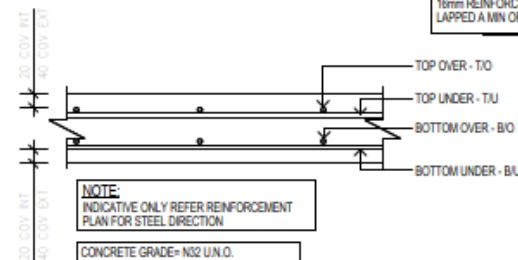 16mm REINFORC
LAPPED A MIN OF
20 COV INT
40 COV EXT
TOP OVER - T/O
TOP UNDER - T/U
BOTTOM OVER - B/O
BOTTOM UNDER - B/U
NOTE:
INDICATIVE ONLY REFER REINFORCEMENT
PLAN FOR STEEL DIRECTION
20 COV INT
40 COV EXT
CONCRETE GRADE= N32 U.N.O.